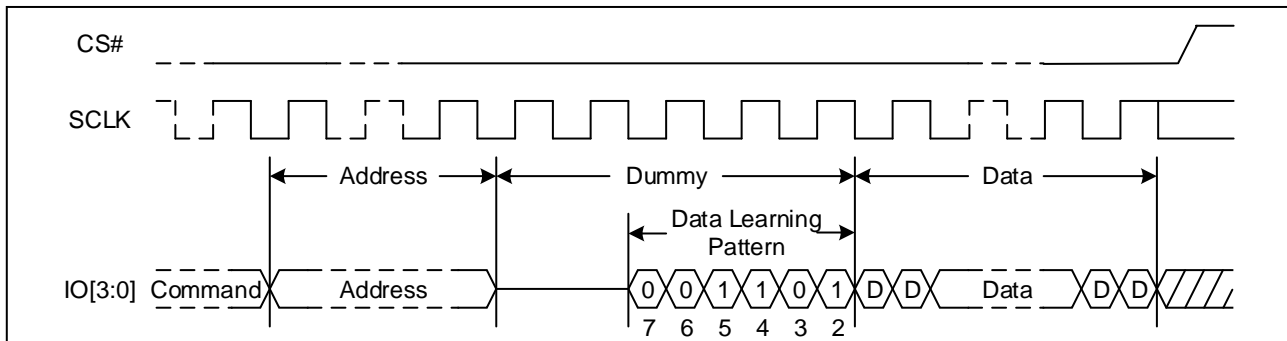 CS#
SCLK
Address Dummy Data
Data Learning
Pattern
IO[3:0] Command Address 0 0 1 1 0 1 D D Data D D
7 6 5 4 3 2